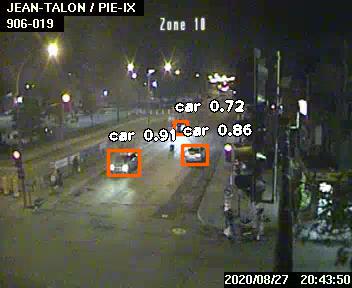 JEAN-TALON / PIE-IX
906-019
Zone 10
car 0.72
car 0.91
car 0.86
2020/08/27 20:43:50